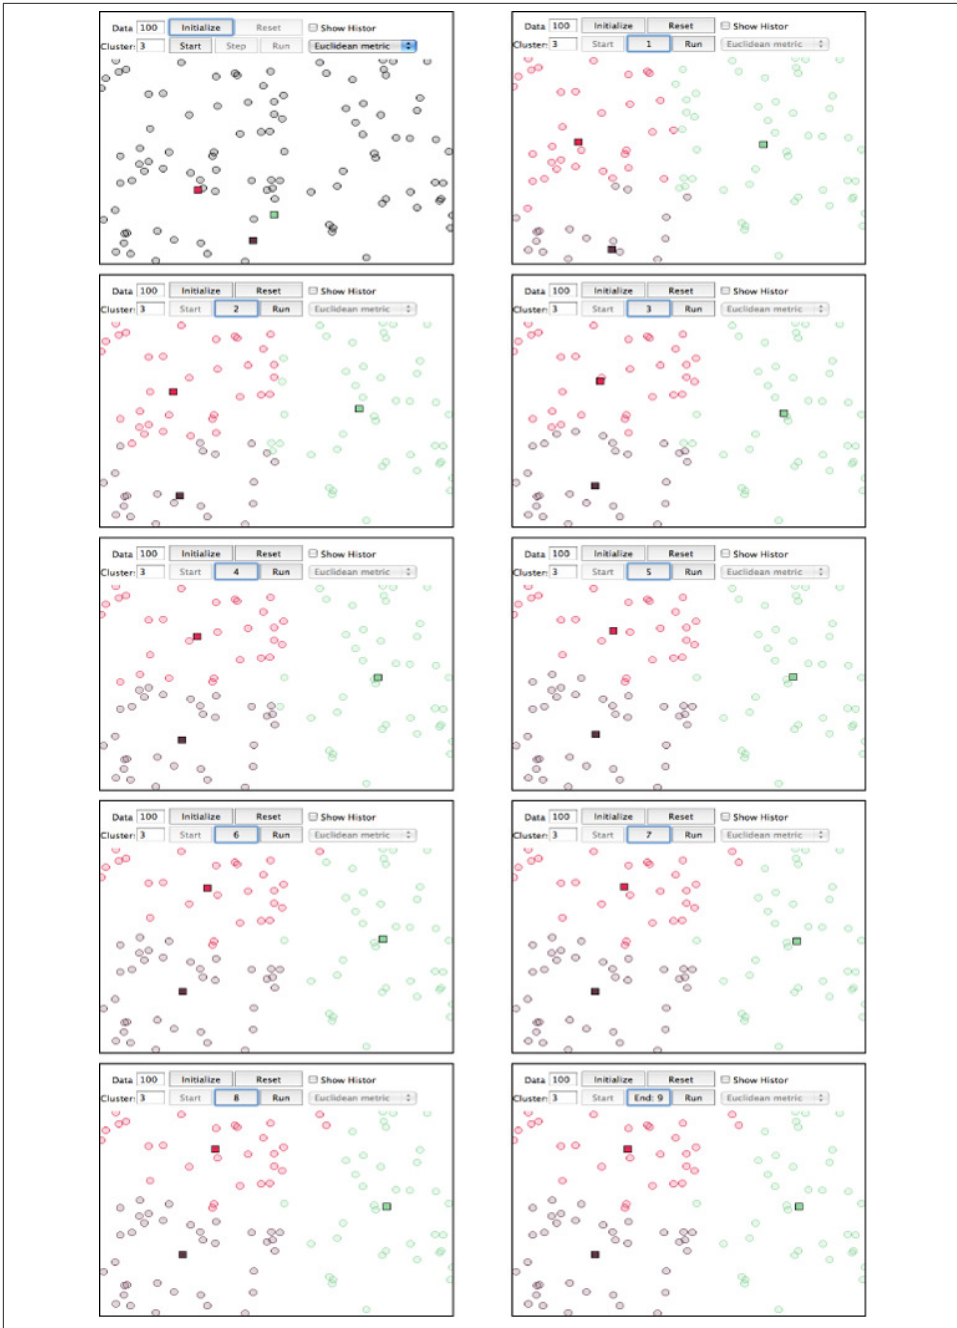 Data 100 Initialize Reset Show Histor
Cluster: 3 Start Step Run Euclidean metric
Data 100 Initialize Reset Show Histor
Cluster: 3 Start 1 Run Euclidean metric
Data 100 Initialize Reset Show Histor
Cluster: 3 Start 2 Run Euclidean metric
Data 100 Initialize Reset Show Histor
Cluster: 3 Start 3 Run Euclidean metric
Data 100 Initialize Reset Show Histor
Cluster: 3 Start 4 Run Euclidean metric
Data 100 Initialize Reset Show Histor
Cluster: 3 Start 5 Run Euclidean metric
Data 100 Initialize Reset Show Histor
Cluster: 3 Start 6 Run Euclidean metric
Data 100 Initialize Reset Show Histor
Cluster: 3 Start 7 Run Euclidean metric
Data 100 Initialize Reset Show Histor
Cluster: 3 Start 8 Run Euclidean metric
Data 100 Initialize Reset Show Histor
Cluster: 3 Start End: 9 Run Euclidean metric